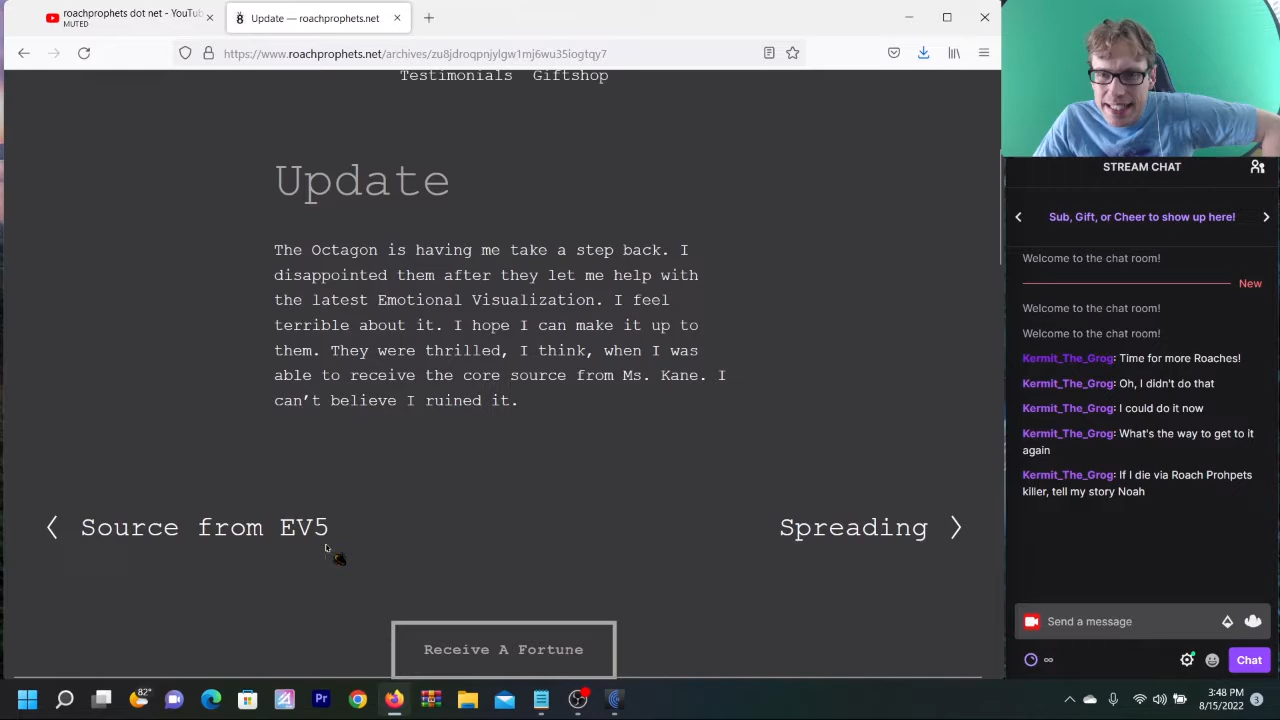 roachprophets dot net - YouTub
MUTED
Update — roachprophets.net
https://www.roachprophets.net/archives/zu8jdroqpnjylgw1mj6wu35iogtqy7
Testimonials Giftshop
Update
The Octagon is having me take a step back. I
disappointed them after they let me help with
the latest Emotional Visualization. I feel
terrible about it. I hope I can make it up to
them. They were thrilled, I think, when I was
able to receive the core source from Ms. Kane. I
can’t believe I ruined it.
Source from EV5
Spreading
Receive A Fortune
STREAM CHAT
Sub, Gift, or Cheer to show up here!
Welcome to the chat room!
New
Welcome to the chat room!
Welcome to the chat room!
Kermit_The_Grog: Time for more Roaches!
Kermit_The_Grog: Oh, I didn't do that
Kermit_The_Grog: I could do it now
Kermit_The_Grog: What's the way to get to it
again
Kermit_The_Grog: If I die via Roach Prohpets
killer, tell my story Noah
Send a message
Chat
82°
Pr
3:48 PM
8/15/2022
3